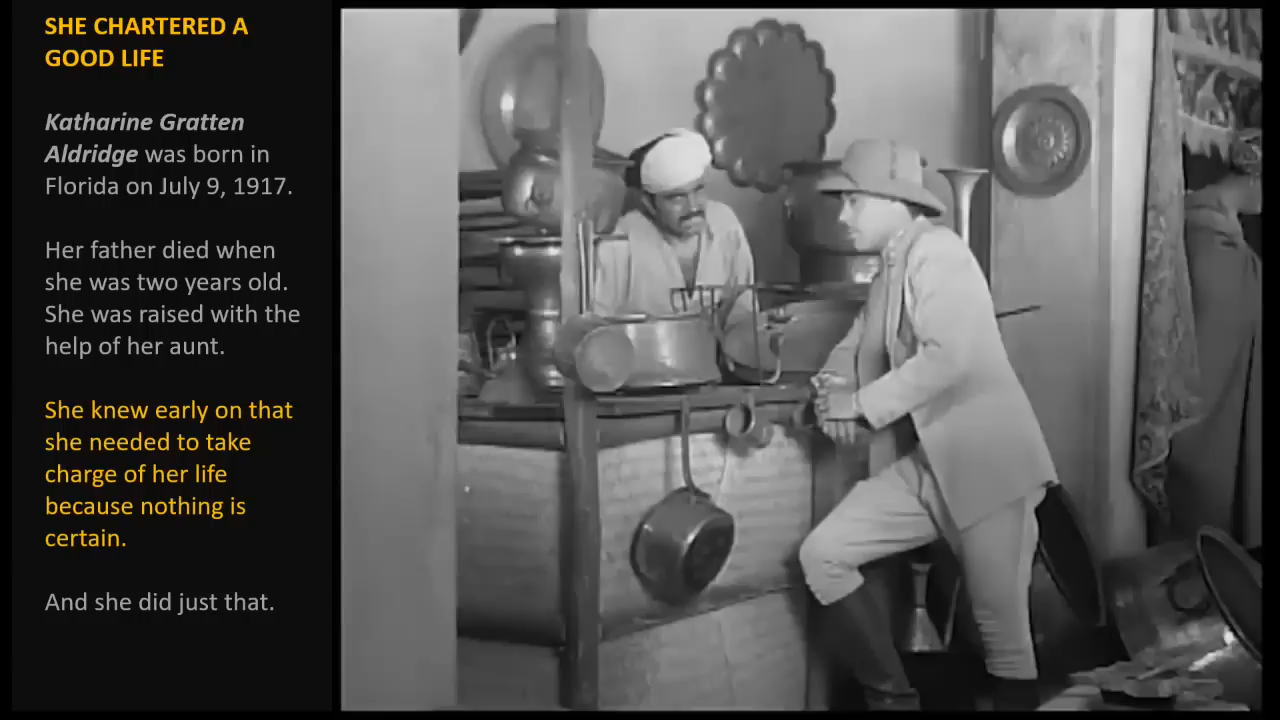 SHE CHARTERED A
GOOD LIFE
Katharine Gratten
Aldridge was born in
Florida on July 9, 1917.
Her father died when
she was two years old.
She was raised with the
help of her aunt.
She knew early on that
she needed to take
charge of her life
because nothing is
certain.
And she did just that.